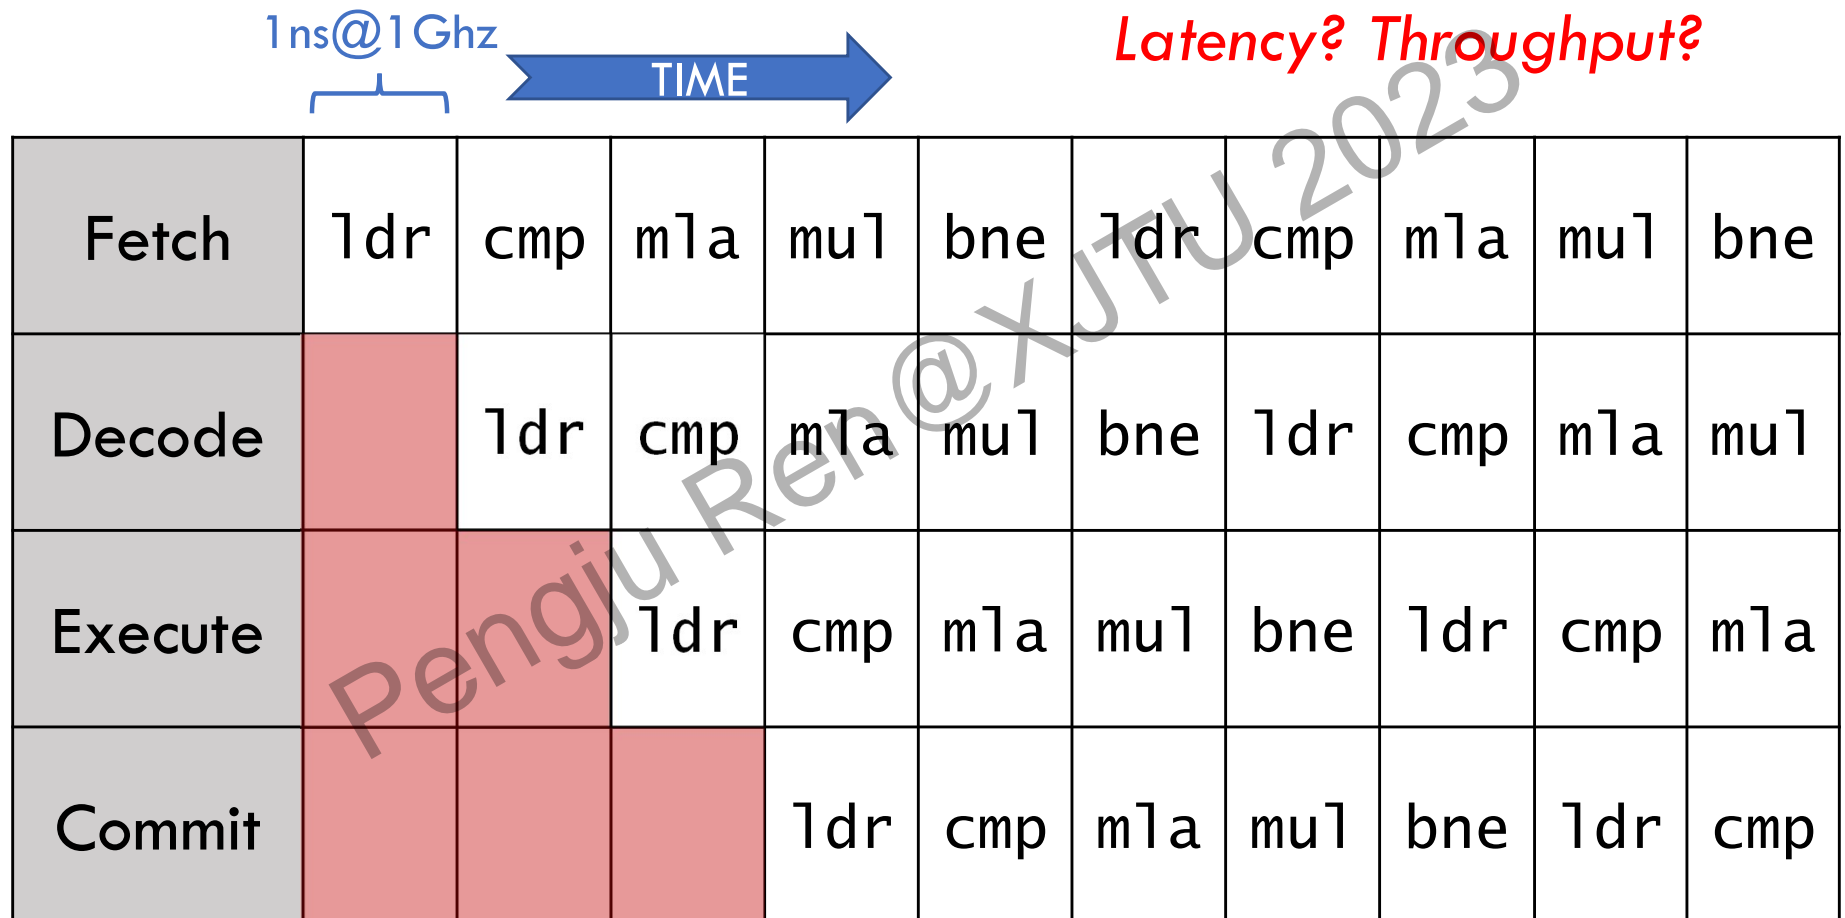 1ns@1Ghz
TIME
Latency? Throughput?
Fetch ldr cmp mla mul bne ldr cmp mla mul bne
Decode ldr cmp mla mul bne ldr cmp mla mul
Execute ldr cmp mla mul bne ldr cmp mla
Commit ldr cmp mla mul bne ldr cmp
Pengju Ren@XJTU 2023